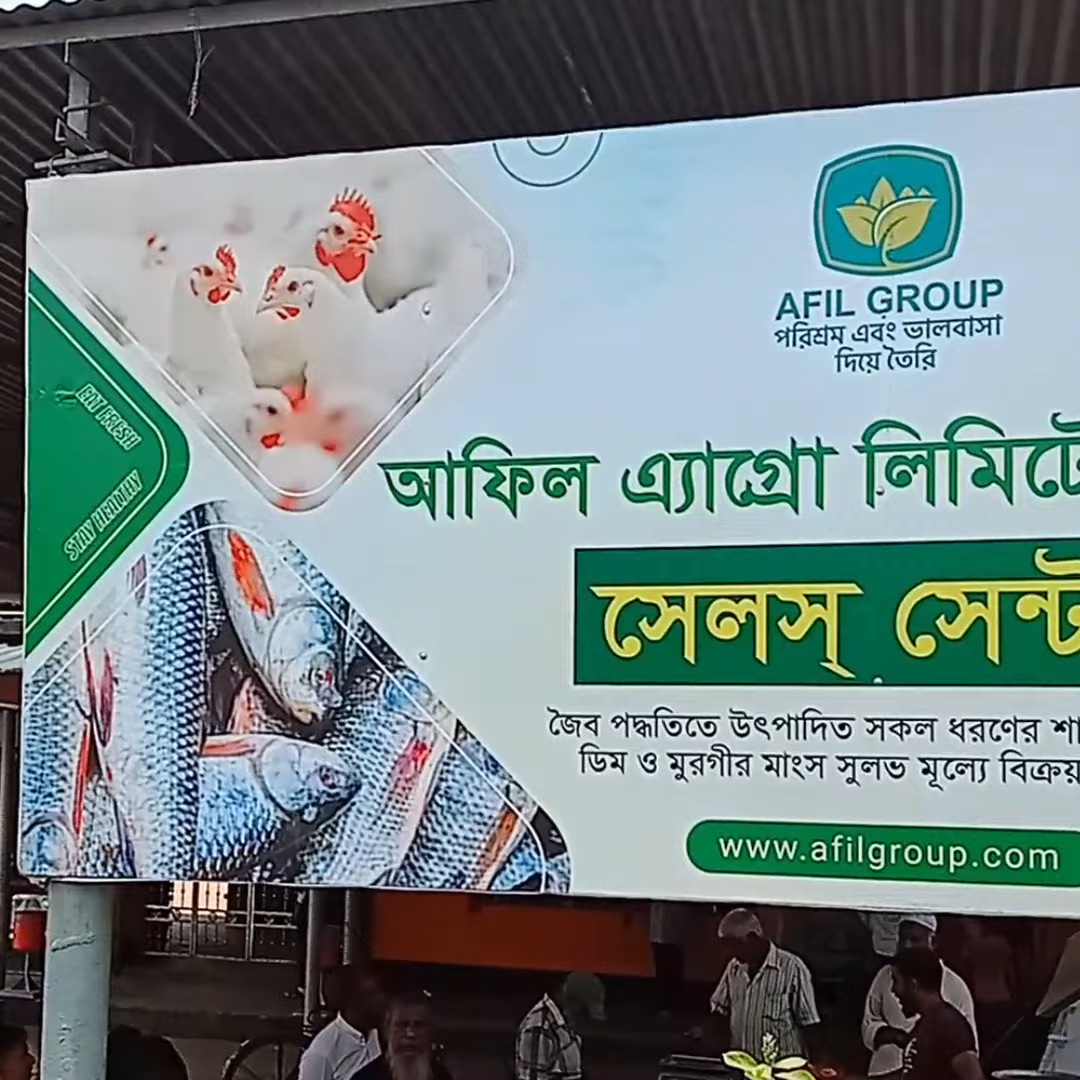 AFIL GROUP
পরিশ্রম এবং ভালবাসা
দিয়ে তৈরি
EAT FRESH
STAY HEALTHY
আফিল এ্যাগ্রো লিমিটে
সেলস্ সেন্ট
জৈব পদ্ধতিতে উৎপাদিত সকল ধরণের শা
ডিম ও মুরগীর মাংস সুলভ মূল্যে বিক্রয়
www.afilgroup.com